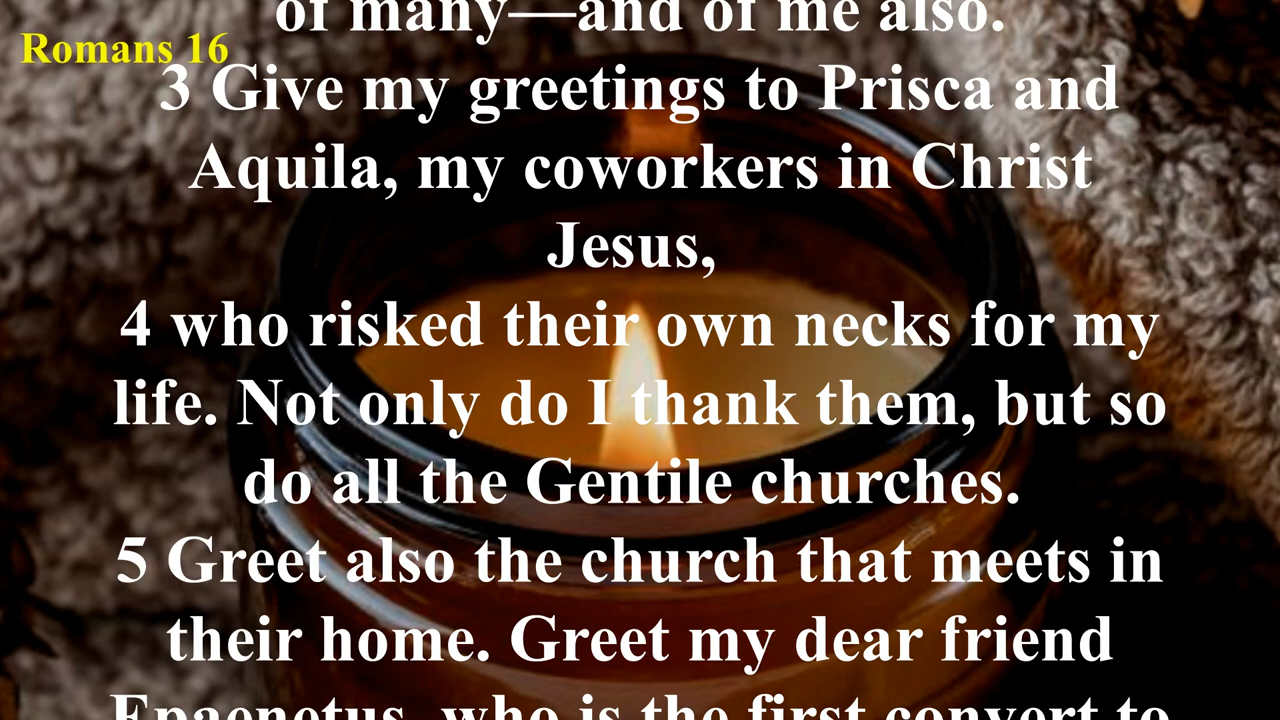 of many—and of me also.
Romans 16
3 Give my greetings to Prisca and
Aquila, my coworkers in Christ
Jesus,
4 who risked their own necks for my
life. Not only do I thank them, but so
do all the Gentile churches.
5 Greet also the church that meets in
their home. Greet my dear friend
Epaenetus, who is the first convert to